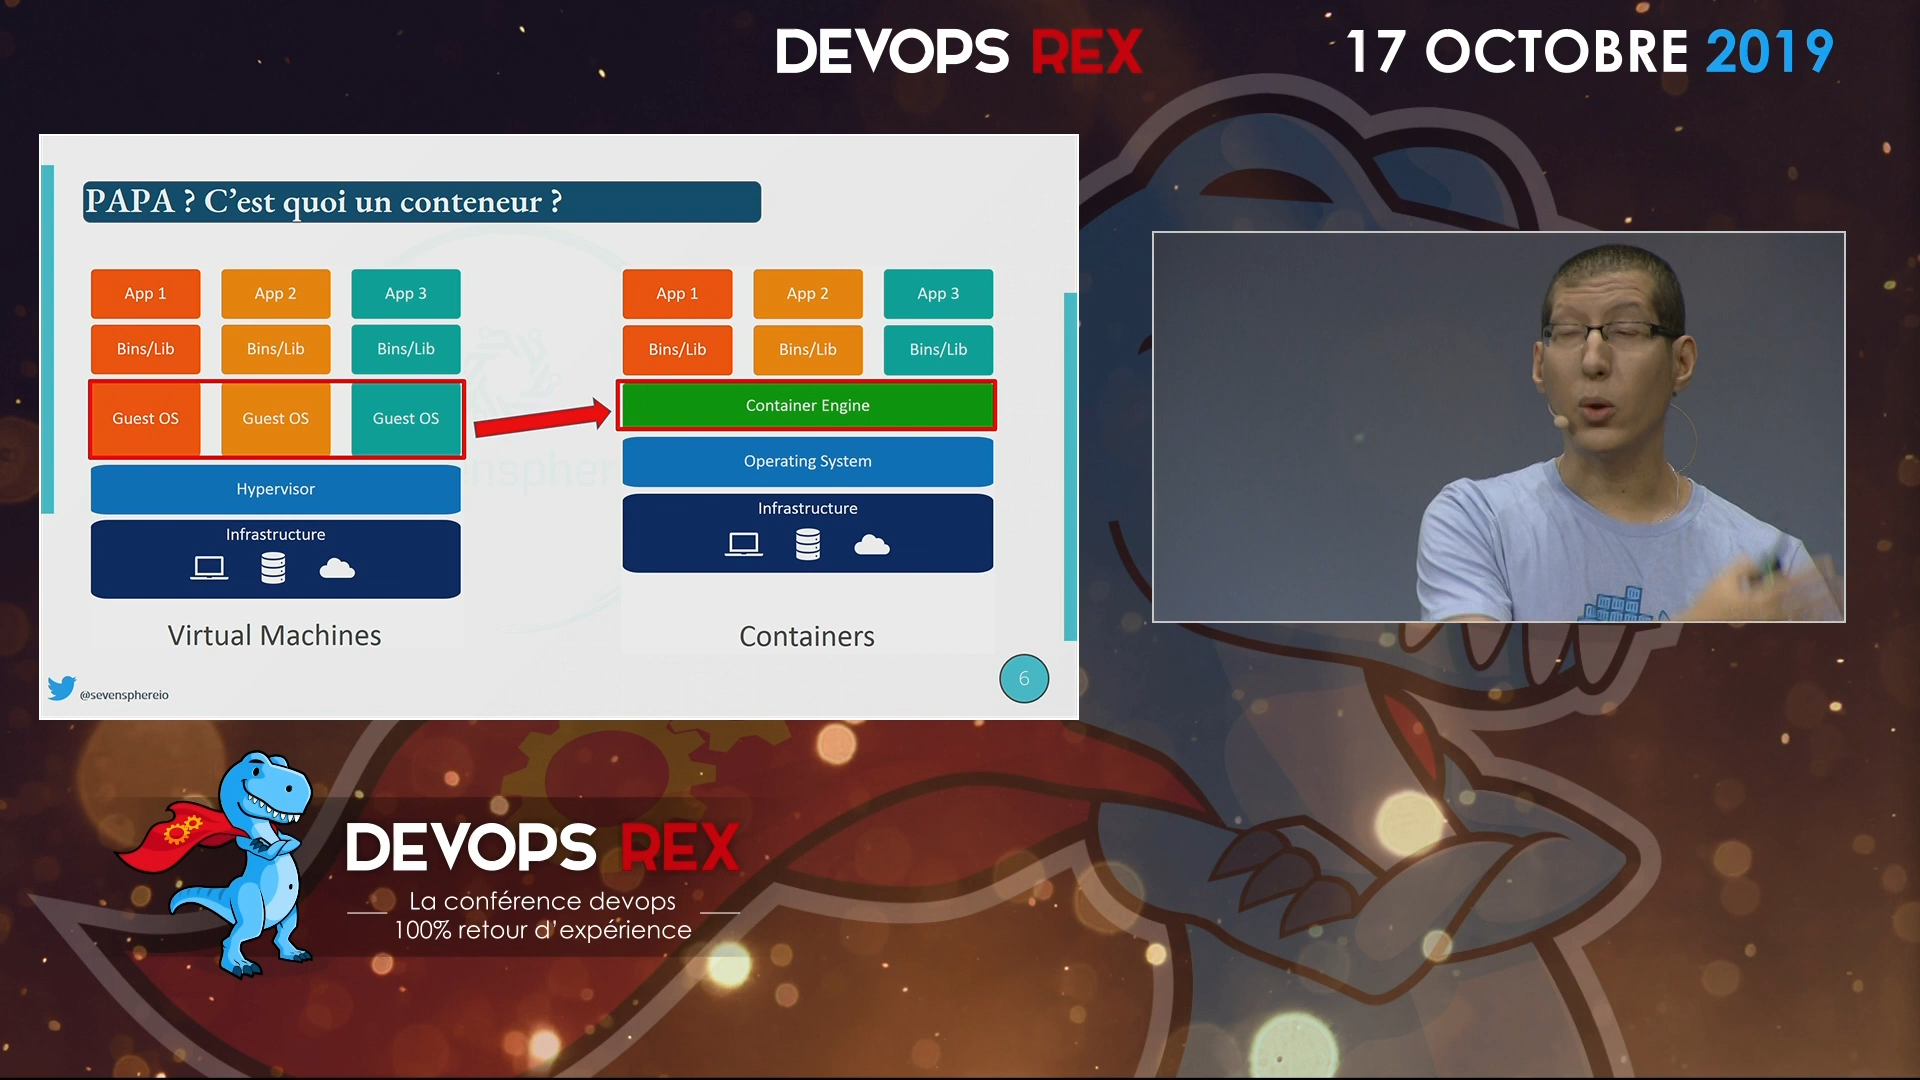 DEVOPS REX
17 OCTOBRE 2019
PAPA ? C’est quoi un conteneur ?
App 1 App 2 App 3
Bins/Lib Bins/Lib Bins/Lib
Guest OS Guest OS Guest OS
Hypervisor
Infrastructure
Virtual Machines
App 1 App 2 App 3
Bins/Lib Bins/Lib Bins/Lib
Container Engine
Operating System
Infrastructure
Containers
@sevensphereio
6
DEVOPS REX
La conférence devops
100% retour d’expérience